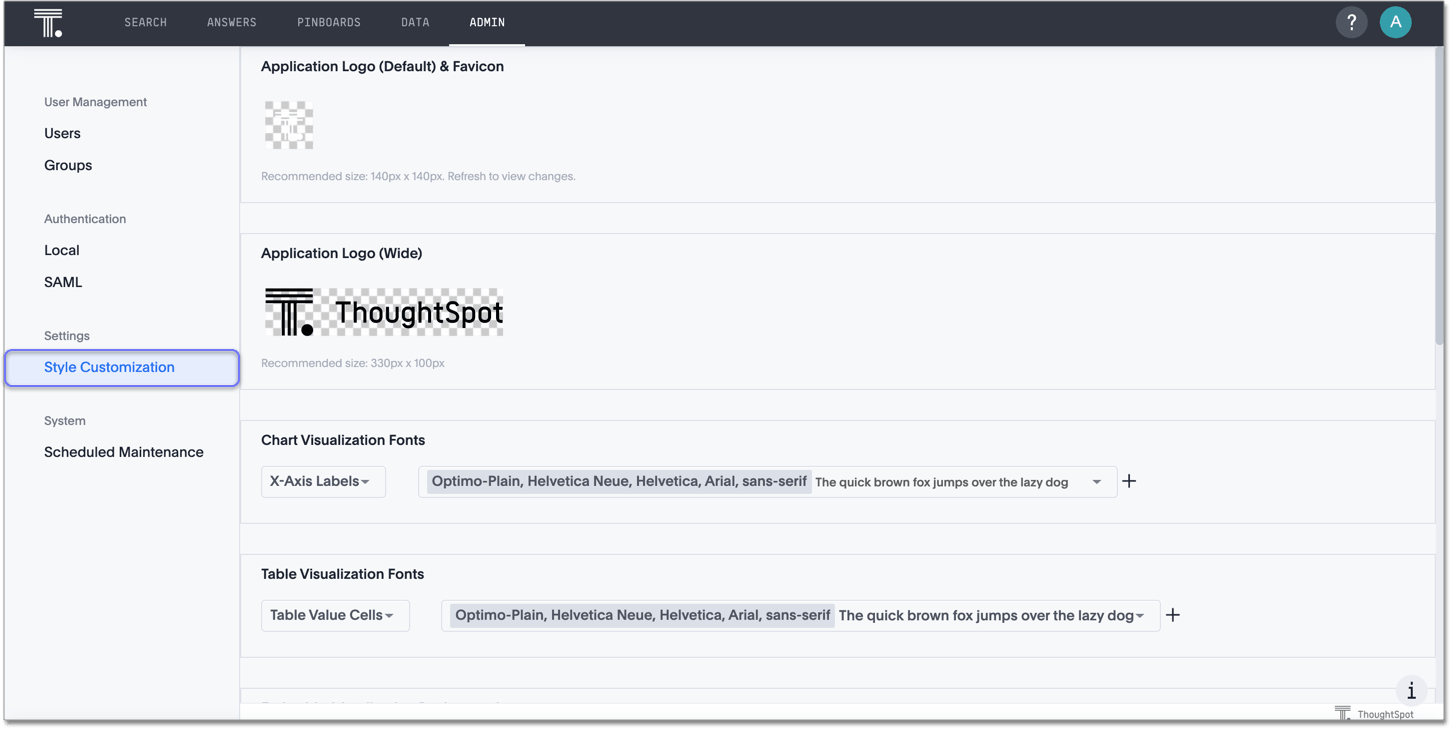 T. SEARCH ANSWERS PINBOARDS DATA ADMIN ? A
User Management
Users
Groups
Authentication
Local
SAML
Settings
Style Customization
System
Scheduled Maintenance
Application Logo (Default) & Favicon
Recommended size: 140px x 140px. Refresh to view changes.
Application Logo (Wide)
T. ThoughtSpot
Recommended size: 330px x 100px
Chart Visualization Fonts
X-Axis Labels Optimo-Plain, Helvetica Neue, Helvetica, Arial, sans-serif The quick brown fox jumps over the lazy dog +
Table Visualization Fonts
Table Value Cells Optimo-Plain, Helvetica Neue, Helvetica, Arial, sans-serif The quick brown fox jumps over the lazy dog +
i
T. ThoughtSpot